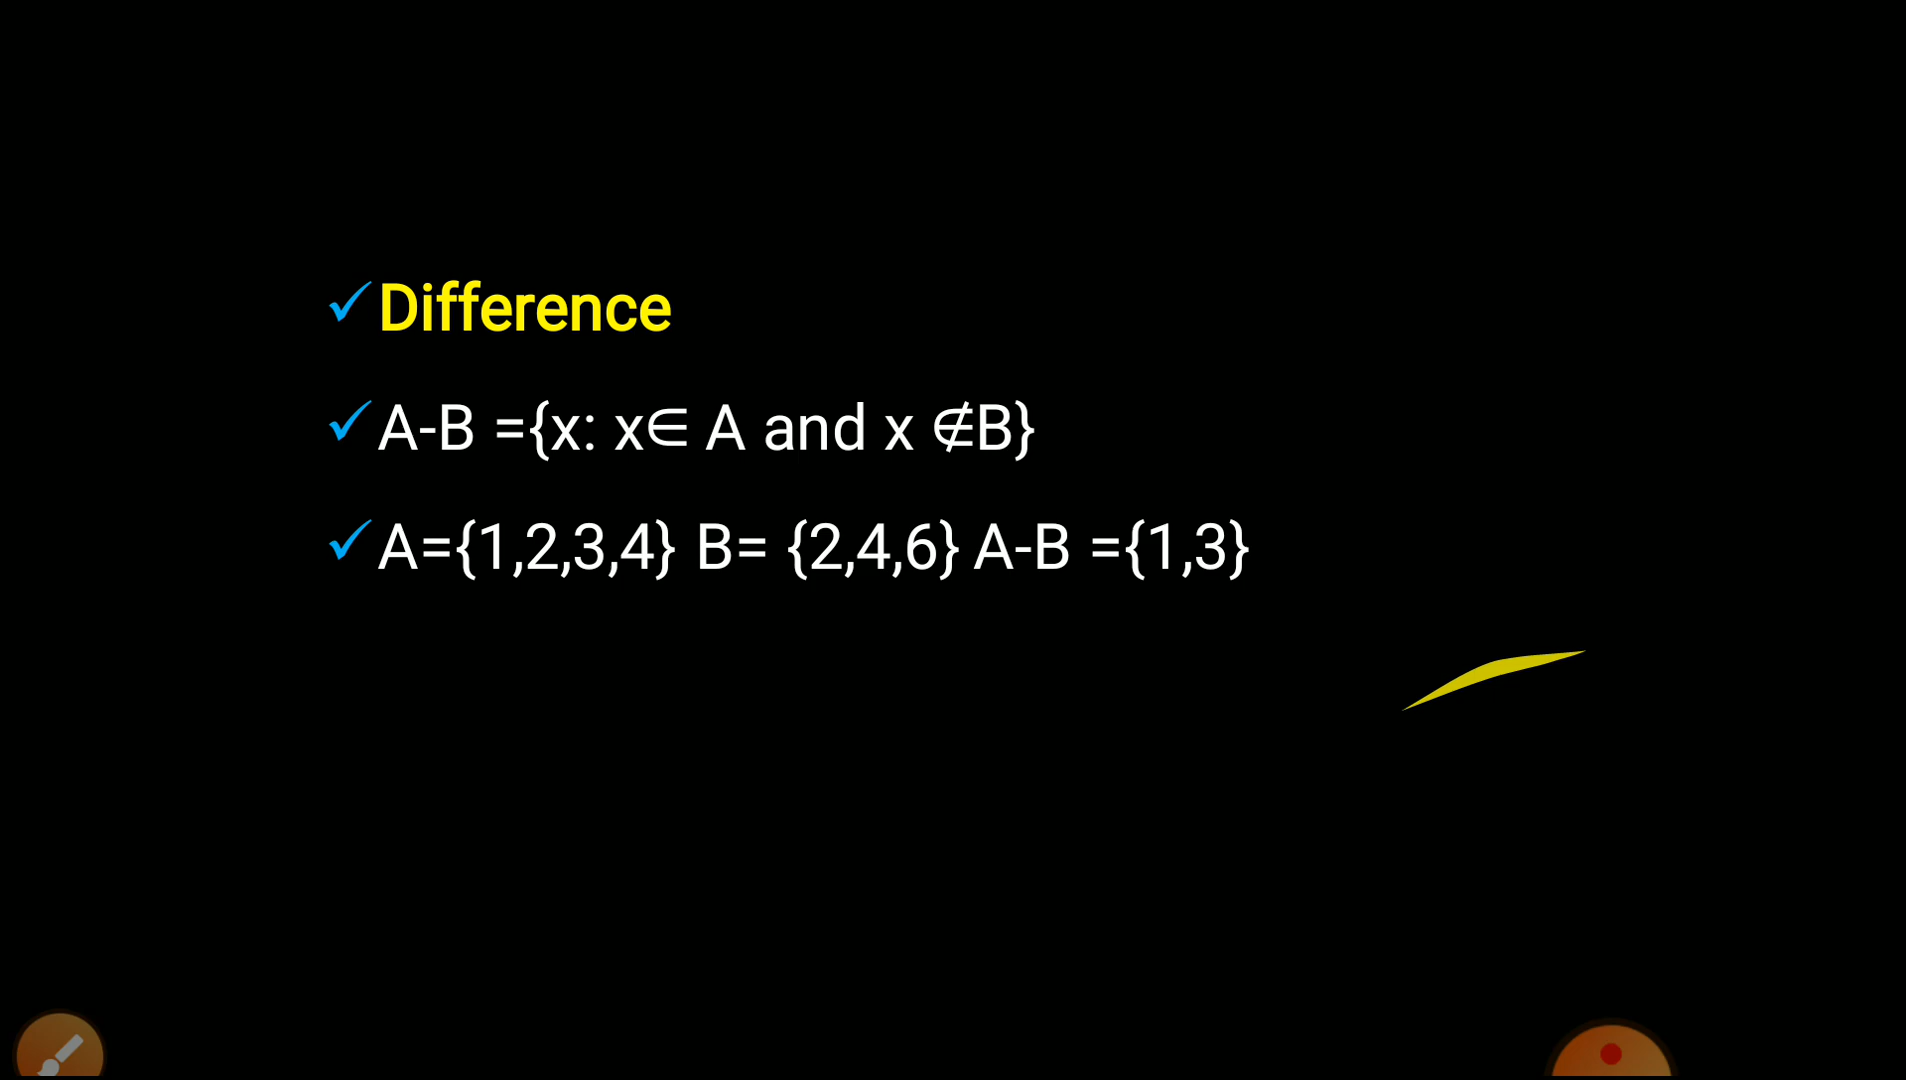 Difference
A-B ={x: x∈ A and x ∉B}
A={1,2,3,4} B= {2,4,6} A-B ={1,3}